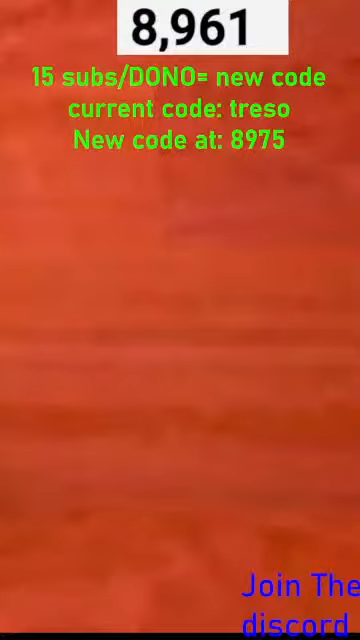 8,961
15 subs/DONO= new code
current code: treso
New code at: 8975
Join The
discord